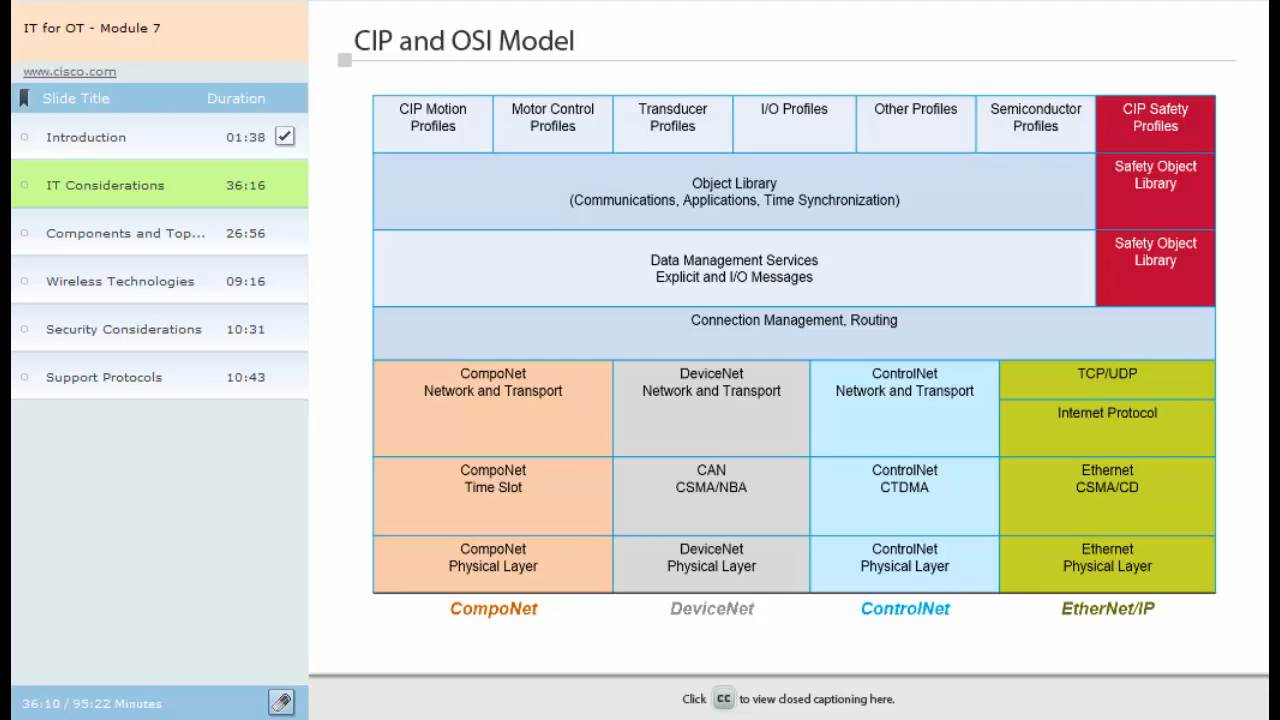 IT for OT - Module 7
www.cisco.com
Slide Title Duration
Introduction 01:38
IT Considerations 36:16
Components and Top... 26:56
Wireless Technologies 09:16
Security Considerations 10:31
Support Protocols 10:43
36:10 / 95:22 Minutes
CIP and OSI Model
CIP Motion
Profiles
Motor Control
Profiles
Transducer
Profiles
I/O Profiles
Other Profiles
Semiconductor
Profiles
CIP Safety
Profiles
Object Library
(Communications, Applications, Time Synchronization)
Safety Object
Library
Data Management Services
Explicit and I/O Messages
Safety Object
Library
Connection Management, Routing
CompoNet
Network and Transport
DeviceNet
Network and Transport
ControlNet
Network and Transport
TCP/UDP
Internet Protocol
CompoNet
Time Slot
CAN
CSMA/NBA
ControlNet
CTDMA
Ethernet
CSMA/CD
CompoNet
Physical Layer
DeviceNet
Physical Layer
ControlNet
Physical Layer
Ethernet
Physical Layer
CompoNet
DeviceNet
ControlNet
EtherNet/IP
Click CC to view closed captioning here.